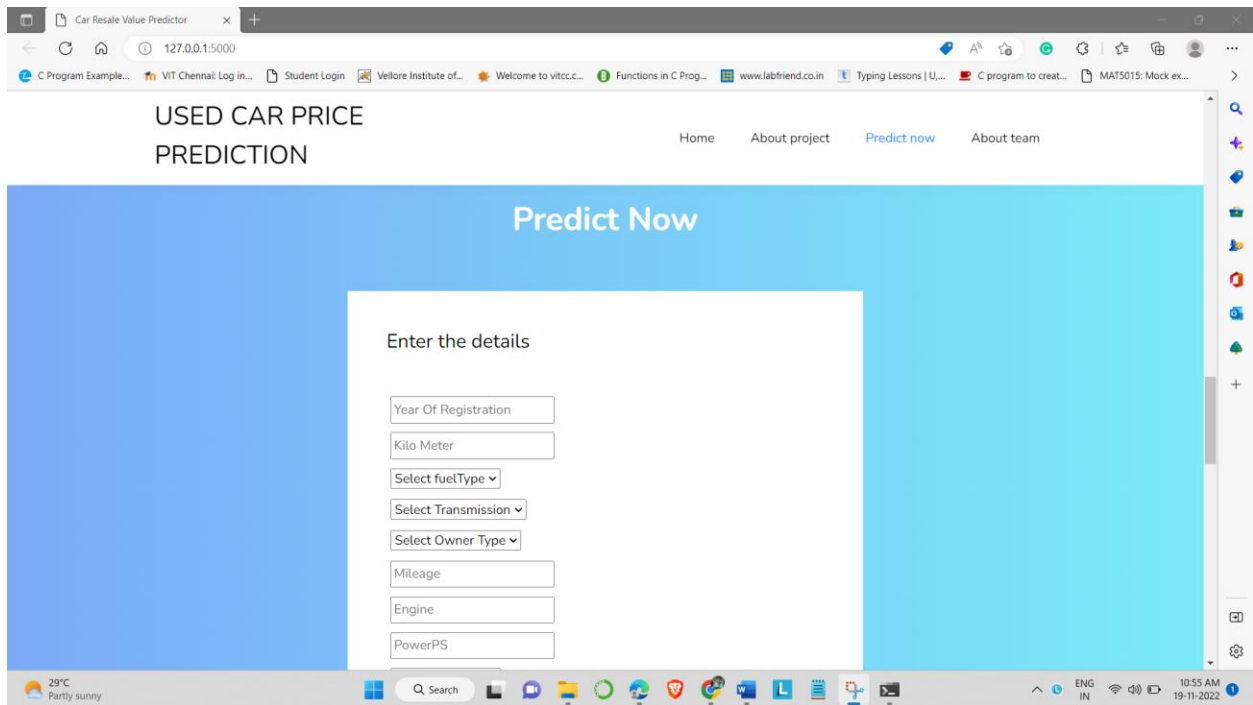 Car Resale Value Predictor
127.0.0.1:5000
C Program Example... VIT Chennai: Log in... Student Login Vellore Institute of... Welcome to vitcc.c... Functions in C Prog... www.labfriend.co.in Typing Lessons | U,... C program to creat... MAT5015: Mock ex...
USED CAR PRICE
PREDICTION
Home About project Predict now About team
Predict Now
Enter the details
Year Of Registration
Kilo Meter
Select fuelType
Select Transmission
Select Owner Type
Mileage
Engine
PowerPS
29°C
Partly sunny
Search
ENG
IN
10:55 AM
19-11-2022
1